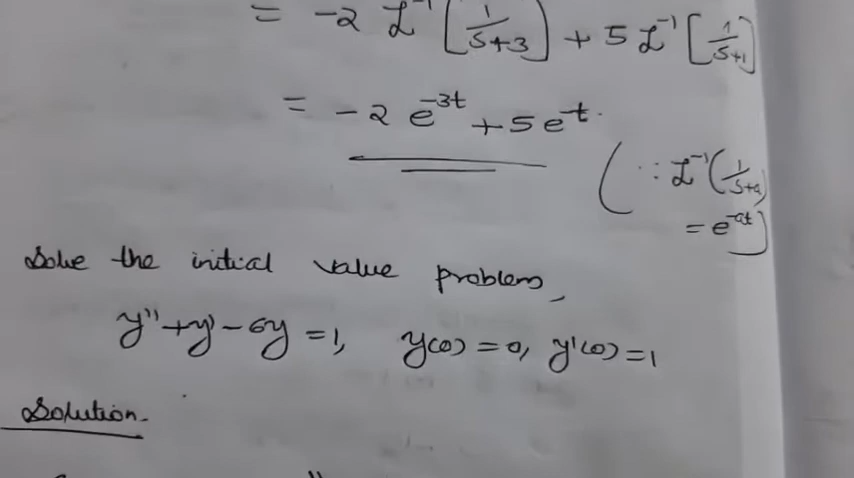 = -2 ℒ⁻¹[1/(s+3)] + 5 ℒ⁻¹[1/(s+1)]
= -2 e^{-3t} + 5 e^{-t}.
(∵ ℒ⁻¹(1/(s+a))
= e^{-at})
Solve the initial value problem,
y'' + y' - 6y = 1, y(0) = 0, y'(0) = 1
Solution.